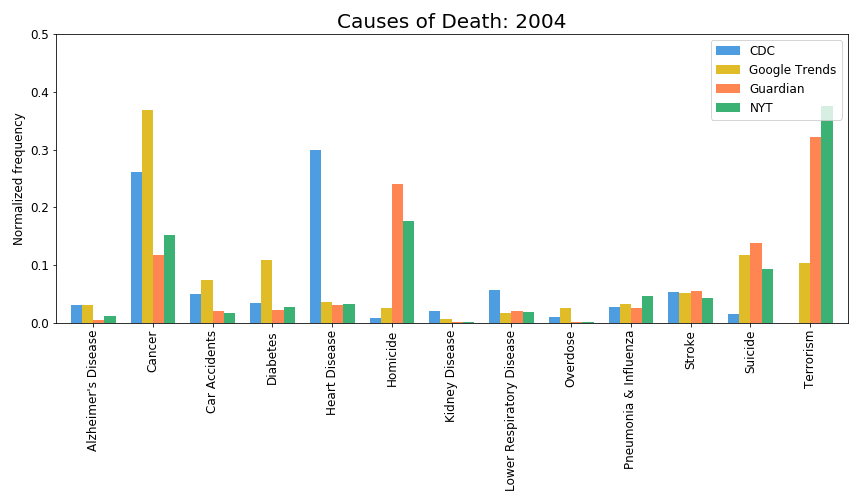 Causes of Death: 2004
Normalized frequency
0.5
0.4
0.3
0.2
0.1
0.0
CDC
Google Trends
Guardian
NYT
Alzheimer's Disease
Cancer
Car Accidents
Diabetes
Heart Disease
Homicide
Kidney Disease
Lower Respiratory Disease
Overdose
Pneumonia & Influenza
Stroke
Suicide
Terrorism